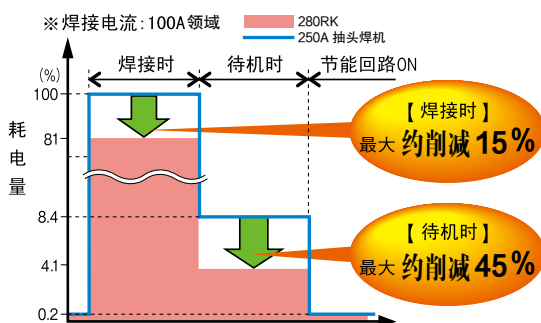 ※焊接电流:100A领域
280RK
250A 抽头焊机
(%)
焊接时
待机时
节能回路ON
100
81
8.4
4.1
0.2
耗电量
【焊接时】
最大 约削减15%
【待机时】
最大 约削减45%